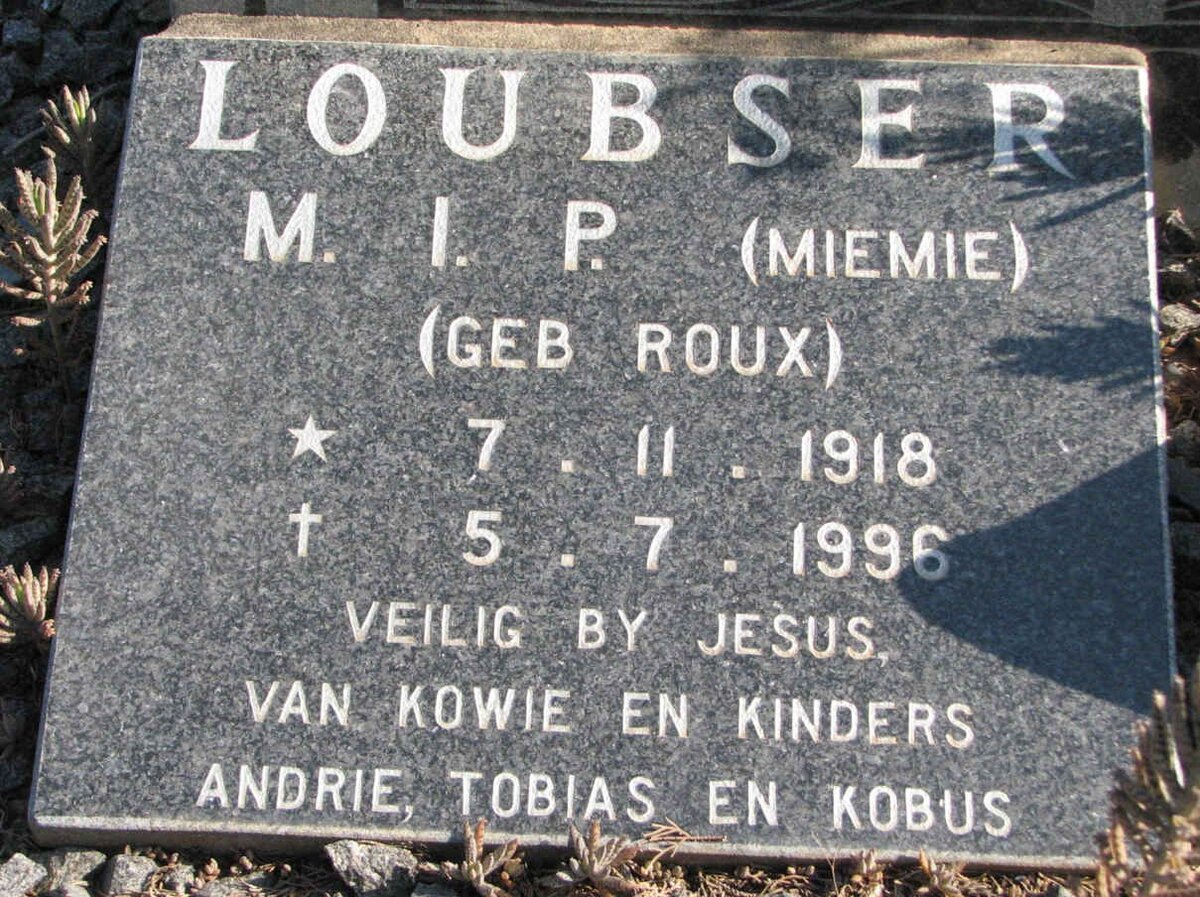 LOUBSER
M. I. P. (MIEMIE)
(GEB ROUX)
★ 7 . 11 . 1918
✝ 5 . 7 . 1996
VEILIG BY JESUS,
VAN KOWIE EN KINDERS
ANDRIE, TOBIAS EN KOBUS